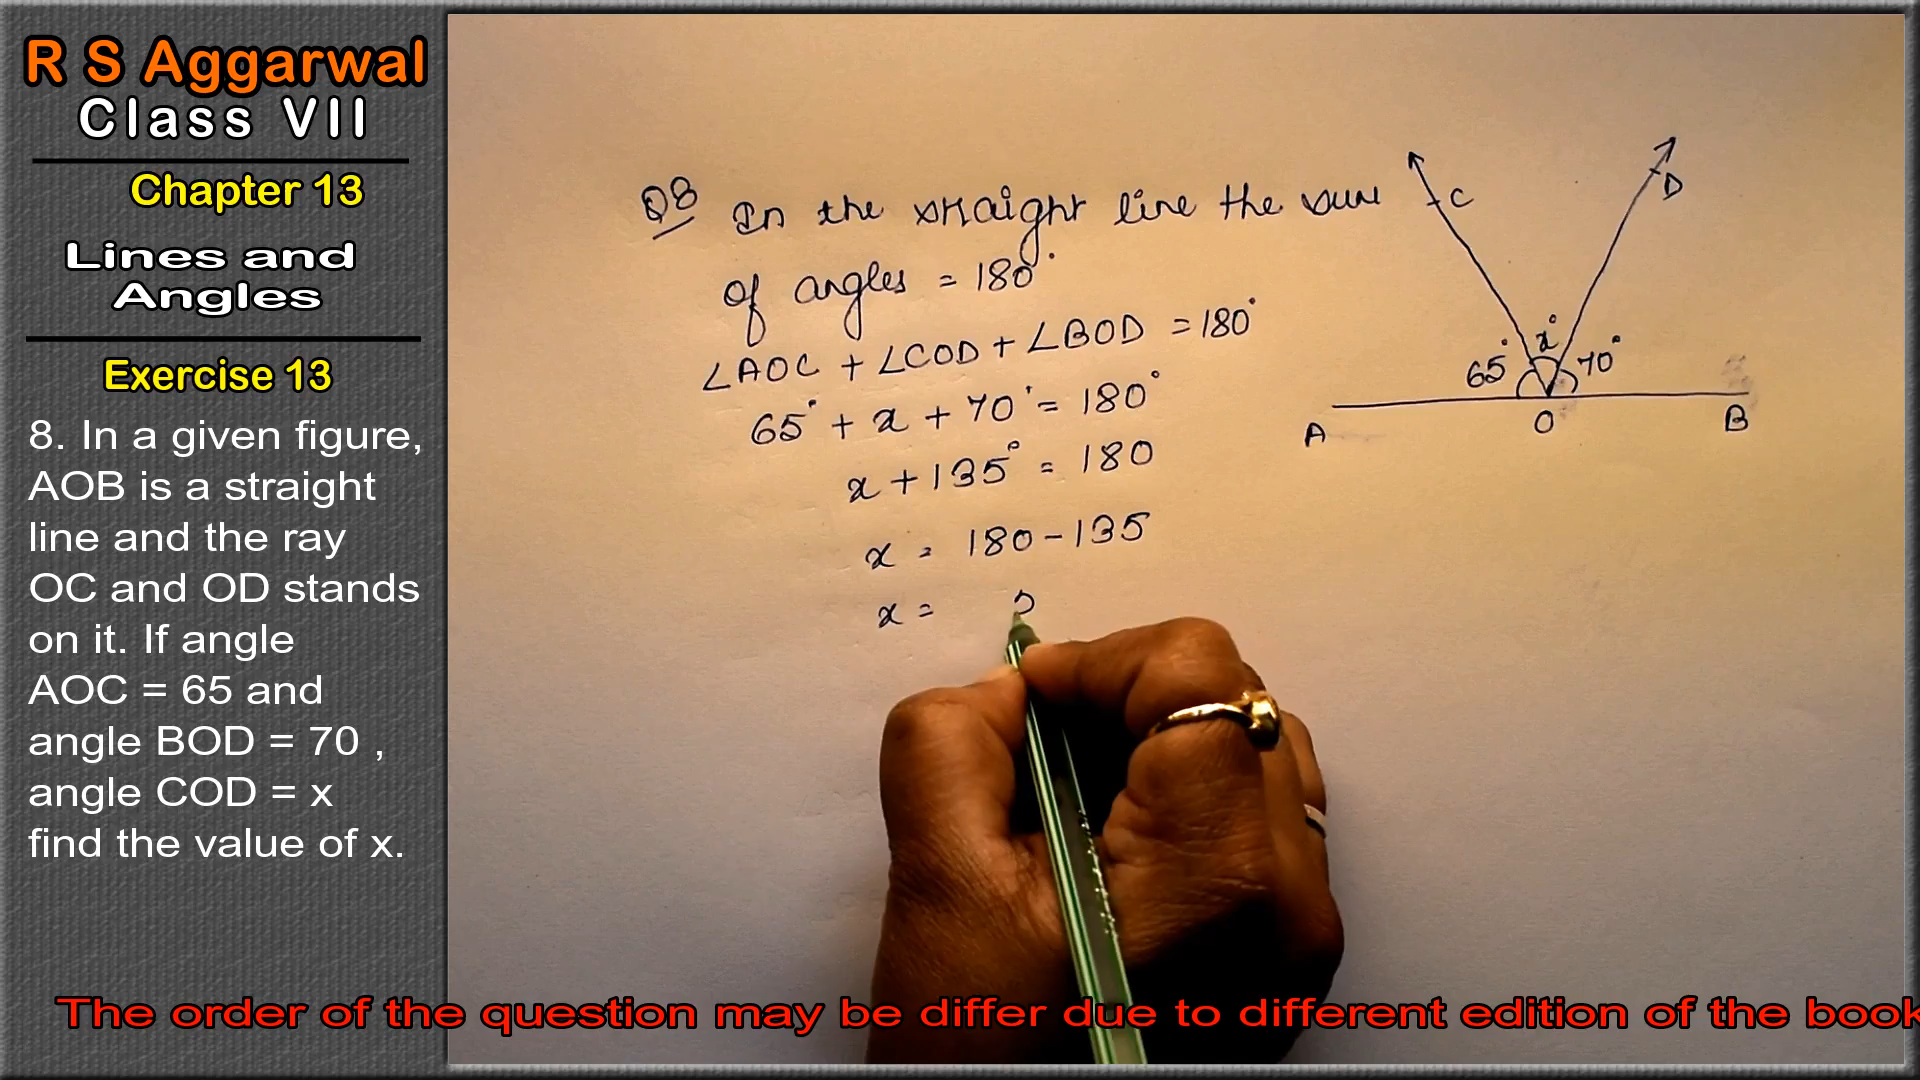 R S Aggarwal
Class VII
Chapter 13
Lines and
Angles
Exercise 13
8. In a given figure,
AOB is a straight
line and the ray
OC and OD stands
on it. If angle
AOC = 65 and
angle BOD = 70 ,
angle COD = x
find the value of x.
Q8 In the straight line the sum
of angles = 180°
∠AOC + ∠COD + ∠BOD = 180°
65° + x + 70° = 180°
x + 135° = 180
x = 180 - 135
x =
C
D
65° x° 70°
A O B
The order of the question may be differ due to different edition of the book